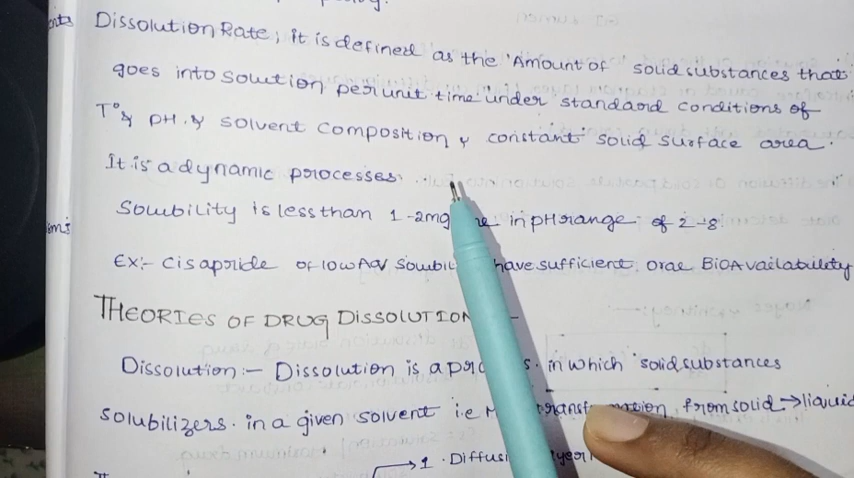 Dissolution Rate; it is defined as the "Amount of solid substances that
goes into solution per unit time" under standard conditions of
T° & pH & solvent composition & constant solid surface area.
It is a dynamic processes.
Solubility is less than 1-2mg in pH range of 2-8.
Ex:- Cisapride of low Aq Solubil have sufficient orae BiOAvailability
THEORIES OF DRUG DISSOLUTION -
Dissolution :- Dissolution is a pro s. in which "solid substances
solubilizers. in a given solvent i.e from solid → liquid
→ 1. Diffusi